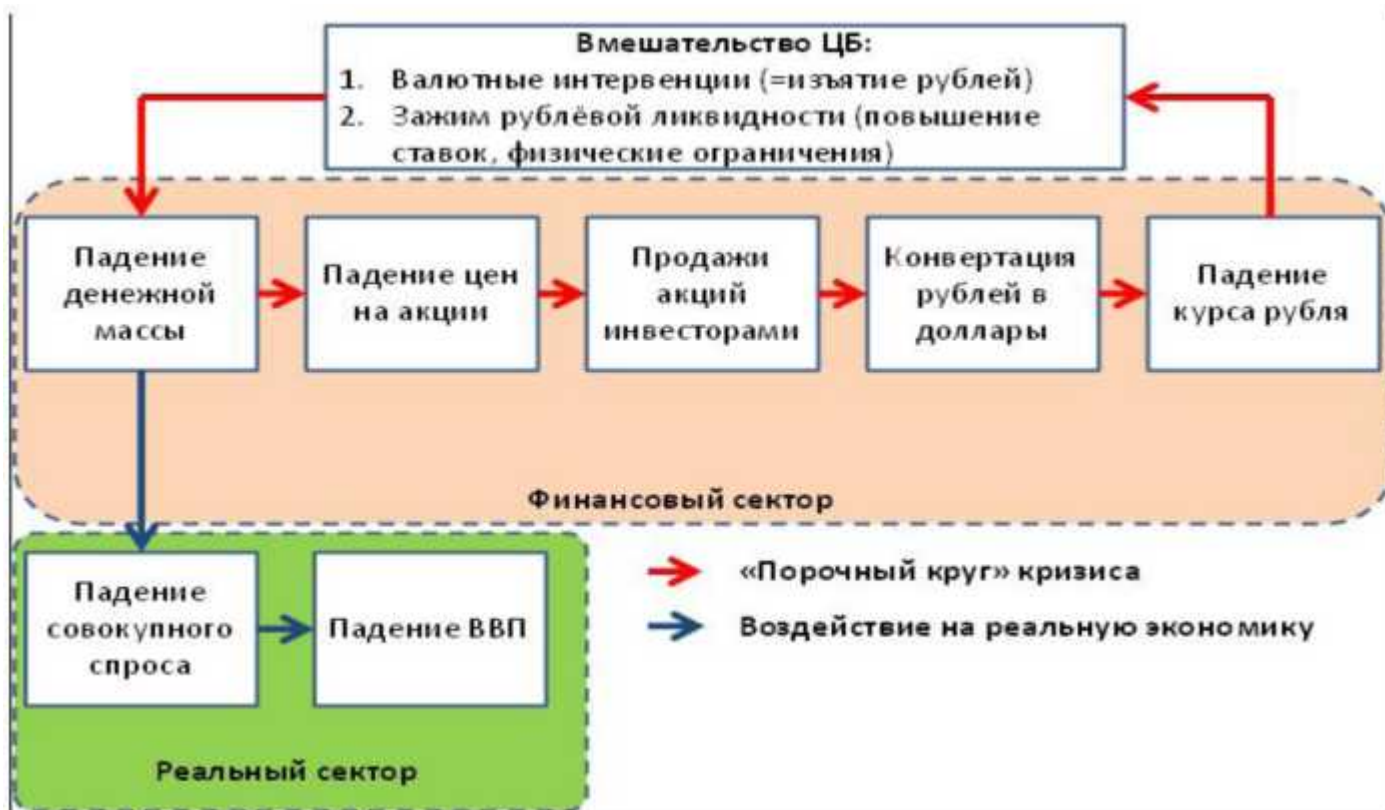 Вмешательство ЦБ:
1. Валютные интервенции (=изъятие рублей)
2. Зажим рублёвой ликвидности (повышение
ставок, физические ограничения)
Падение
денежной
массы
Падение цен
на акции
Продажи
акций
инвесторами
Конвертация
рублей в
доллары
Падение
курса рубля
Финансовый сектор
Падение
совокупного
спроса
Падение ВВП
«Порочный круг» кризиса
Воздействие на реальную экономику
Реальный сектор